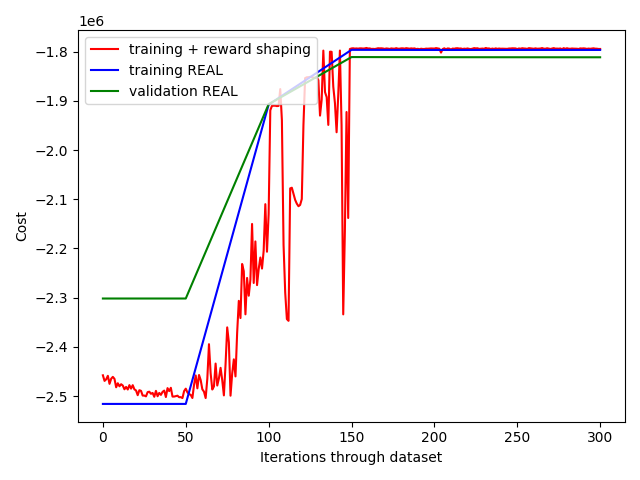 1e6
training + reward shaping
training REAL
validation REAL
−1.8
−1.9
−2.0
−2.1
−2.2
−2.3
−2.4
−2.5
Cost
0 50 100 150 200 250 300
Iterations through dataset